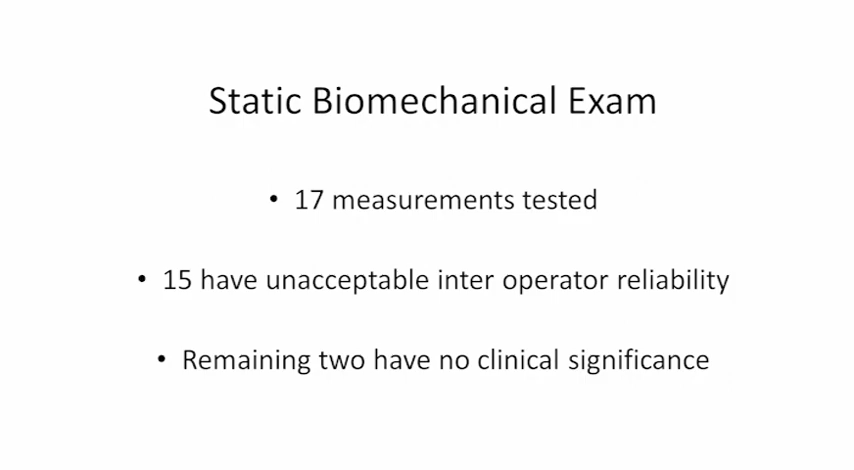 Static Biomechanical Exam
• 17 measurements tested
• 15 have unacceptable inter operator reliability
• Remaining two have no clinical significance